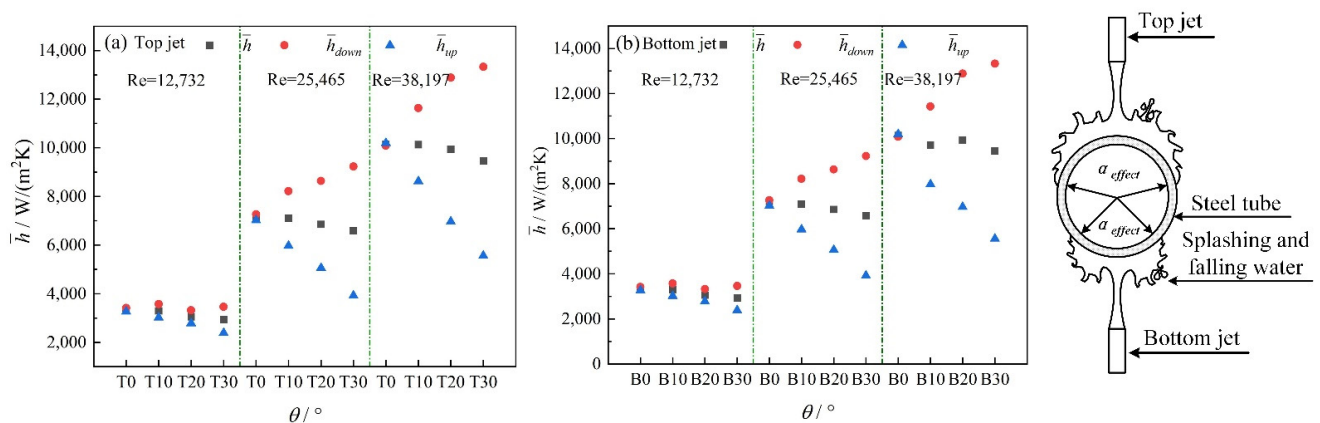 (a) Top jet h̄ h̄down h̄up
Re=12,732 Re=25,465 Re=38,197
14,000
12,000
10,000
8,000
6,000
4,000
2,000
h̄ / W/(m²K)
T0 T10 T20 T30 T0 T10 T20 T30 T0 T10 T20 T30
θ / °
(b) Bottom jet h̄ h̄down h̄up
Re=12,732 Re=25,465 Re=38,197
14,000
12,000
10,000
8,000
6,000
4,000
2,000
0
h̄ / W/(m²K)
B0 B10 B20 B30 B0 B10 B20 B30 B0 B10 B20 B30
θ / °
Top jet
α effect
α effect
Steel tube
Splashing and
falling water
Bottom jet